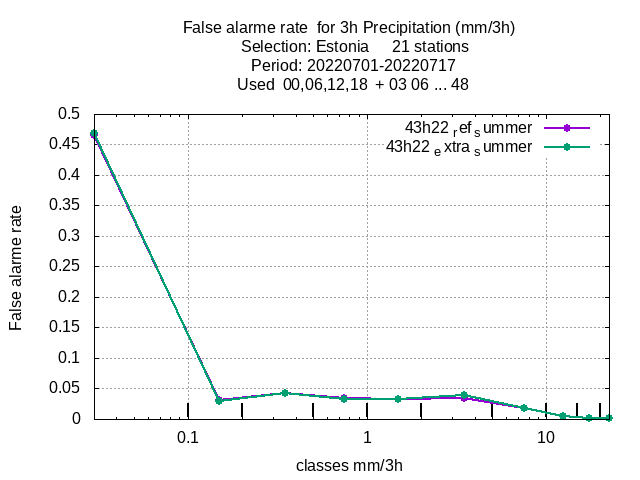 False alarme rate  for 3h Precipitation (mm/3h)
Selection: Estonia     21 stations
Period: 20220701-20220717
Used  00,06,12,18  + 03 06 ... 48
43h22 ref summer
43h22 extra summer
0.5
0.45
0.4
0.35
0.3
0.25
0.2
0.15
0.1
0.05
0
False alarme rate
0.1 1 10
classes mm/3h